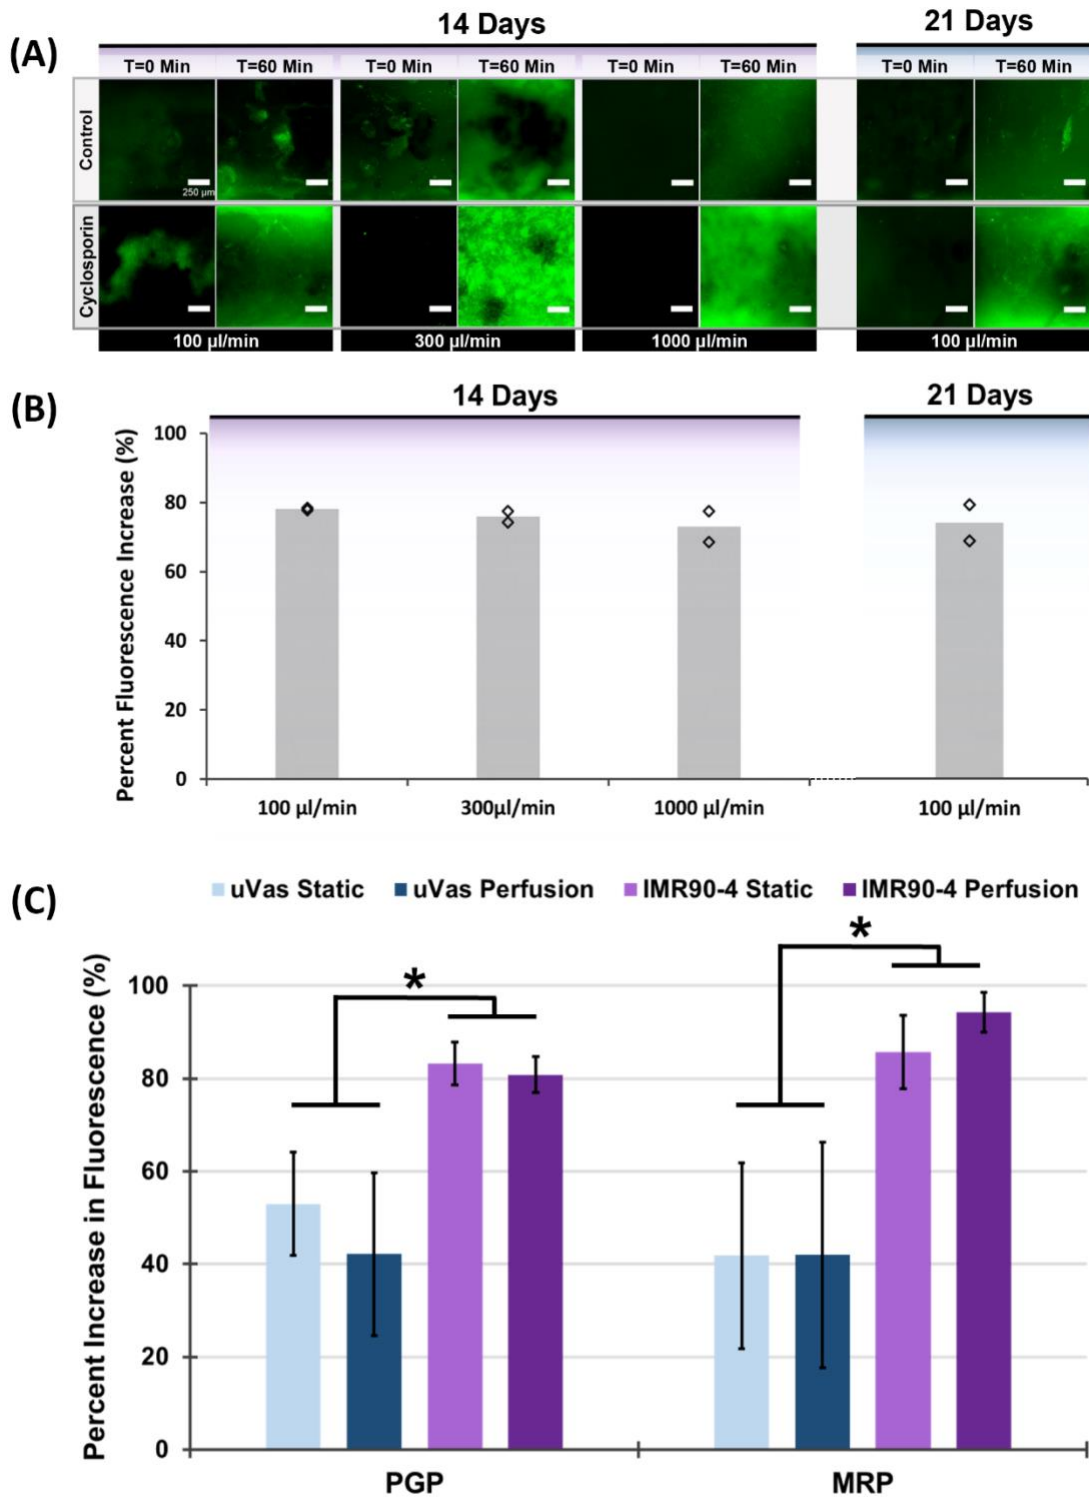 (A)
14 Days
21 Days
T=0 Min T=60 Min T=0 Min T=60 Min T=0 Min T=60 Min T=0 Min T=60 Min
Control
250 µm
Cyclosporin
100 µl/min 300 µl/min 1000 µl/min 100 µl/min
(B)
14 Days
21 Days
Percent Fluorescence Increase (%)
100
80
60
40
20
0
100 µl/min 300µl/min 1000 µl/min 100 µl/min
(C)
uVas Static uVas Perfusion IMR90-4 Static IMR90-4 Perfusion
*
*
Percent Increase in Fluorescence (%)
100
80
60
40
20
0
PGP MRP